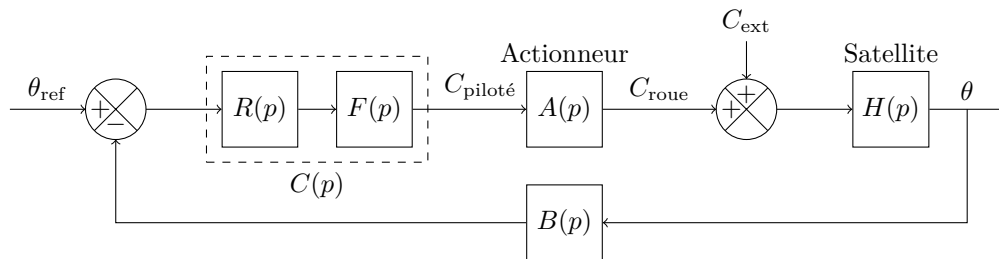 C_ext
Actionneur
Satellite
θ_ref
+
−
R(p)
F(p)
C_piloté
A(p)
C_roue
+
+
H(p)
θ
C(p)
B(p)